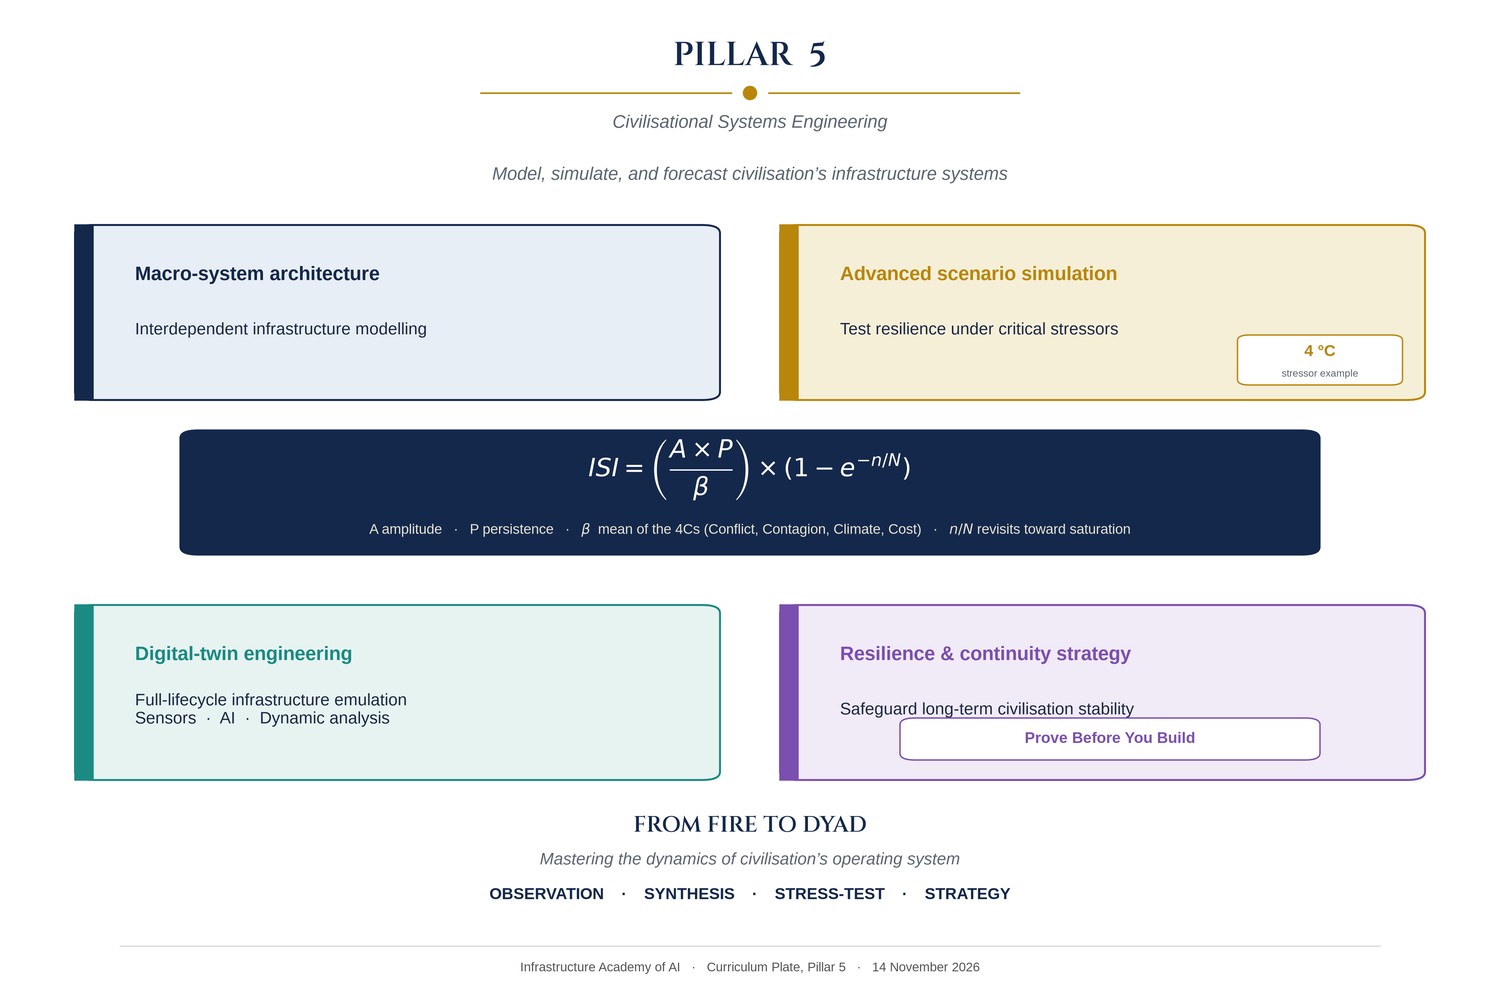 PILLAR 5
Civilisational Systems Engineering
Model, simulate, and forecast civilisation’s infrastructure systems
Macro-system architecture
Interdependent infrastructure modelling
Advanced scenario simulation
Test resilience under critical stressors
4 °C
stressor example
ISI = (A × P / β) × (1 − e^{−n/N})
A amplitude · P persistence · β mean of the 4Cs (Conflict, Contagion, Climate, Cost) · n/N revisits toward saturation
Digital-twin engineering
Full-lifecycle infrastructure emulation
Sensors · AI · Dynamic analysis
Resilience & continuity strategy
Safeguard long-term civilisation stability
Prove Before You Build
FROM FIRE TO DYAD
Mastering the dynamics of civilisation’s operating system
OBSERVATION · SYNTHESIS · STRESS-TEST · STRATEGY
Infrastructure Academy of AI · Curriculum Plate, Pillar 5 · 14 November 2026